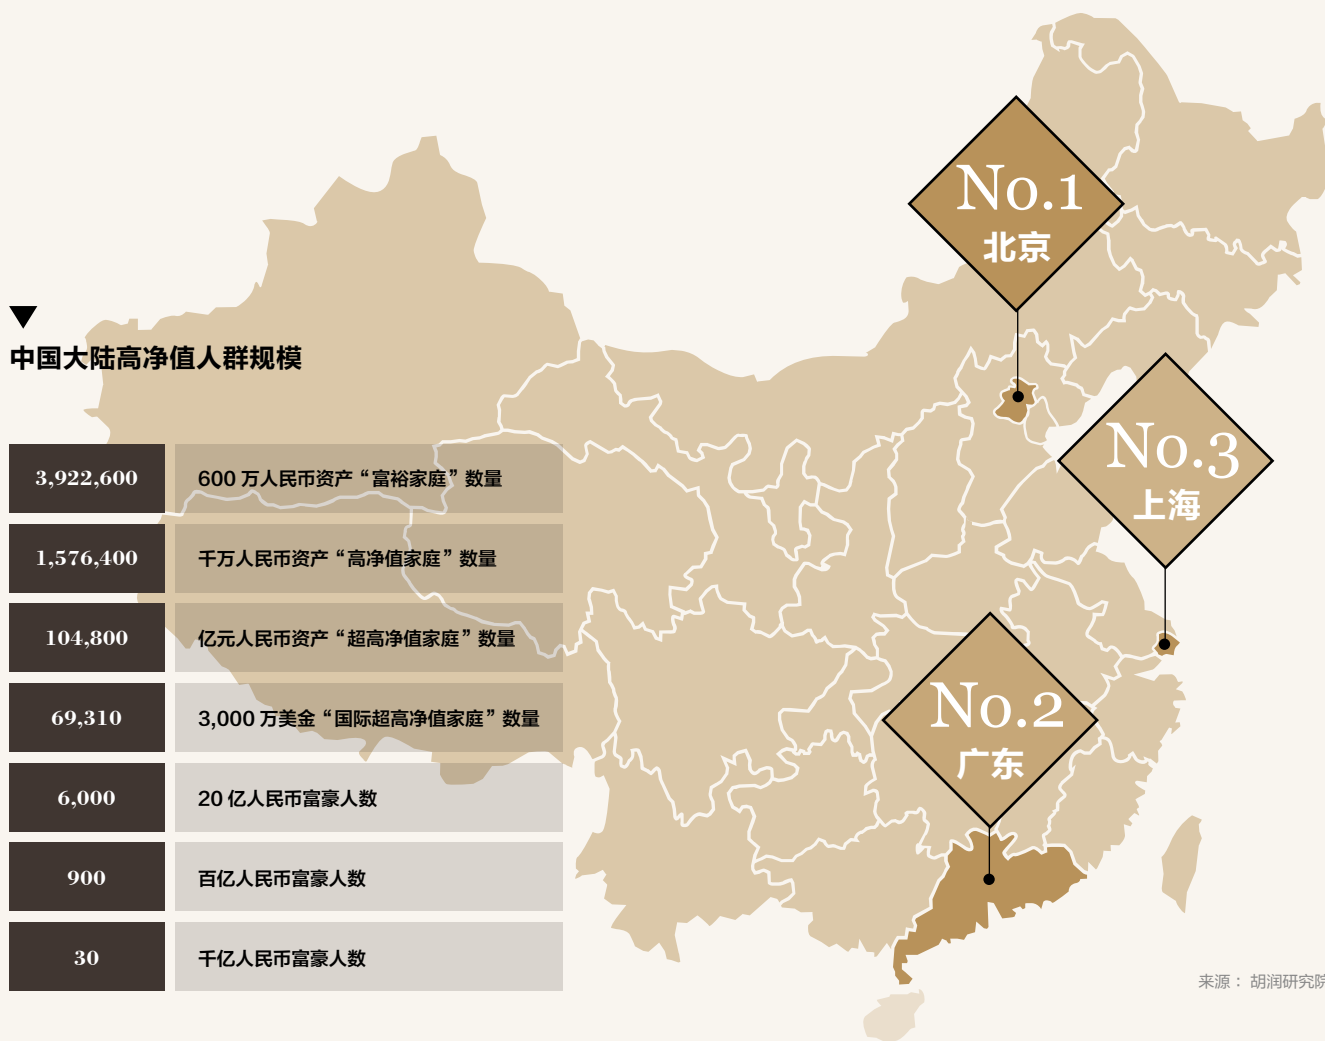 No.1
北京
No.3
上海
No.2
广东
中国大陆高净值人群规模
3,922,600 600 万人民币资产“富裕家庭”数量
1,576,400 千万人民币资产“高净值家庭”数量
104,800 亿元人民币资产“超高净值家庭”数量
69,310 3,000 万美金“国际超高净值家庭”数量
6,000 20 亿人民币富豪人数
900 百亿人民币富豪人数
30 千亿人民币富豪人数
来源：胡润研究院